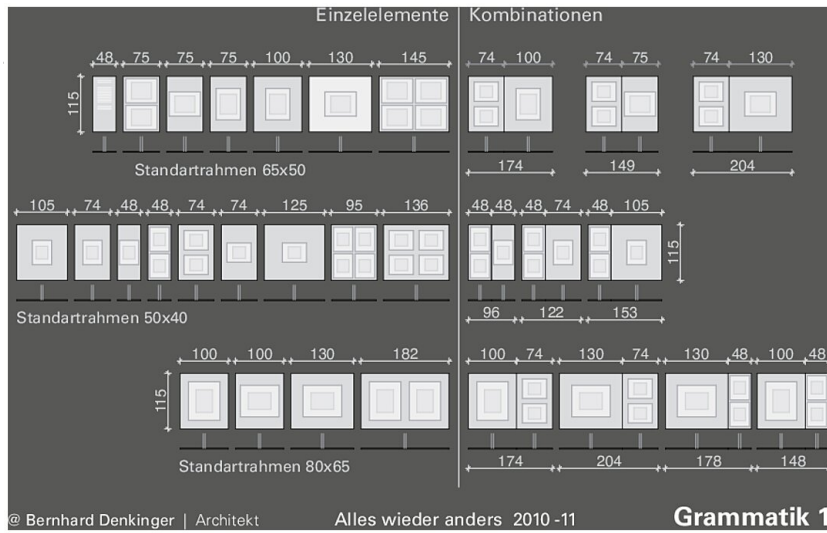 Einzelelemente Kombinationen
48 75 75 75 100 130 145 74 100 74 75 74 130
115
Standartrahmen 65x50 174 149 204
105 74 48 48 74 74 125 95 136 48 48 48 74 48 105
115
Standartrahmen 50x40 96 122 153
100 100 130 182 100 74 130 74 130 48 100 48
115
Standartrahmen 80x65 174 204 178 148
@ Bernhard Denkinger | Architekt Alles wieder anders 2010 -11 Grammatik 1